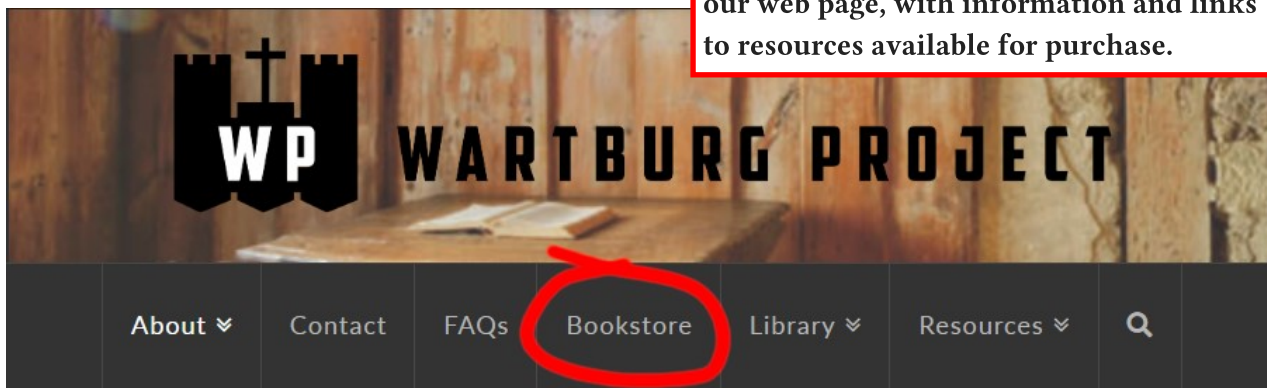 our web page, with information and links
to resources available for purchase.
WP WARTBURG PROJECT
About Contact FAQs Bookstore Library Resources